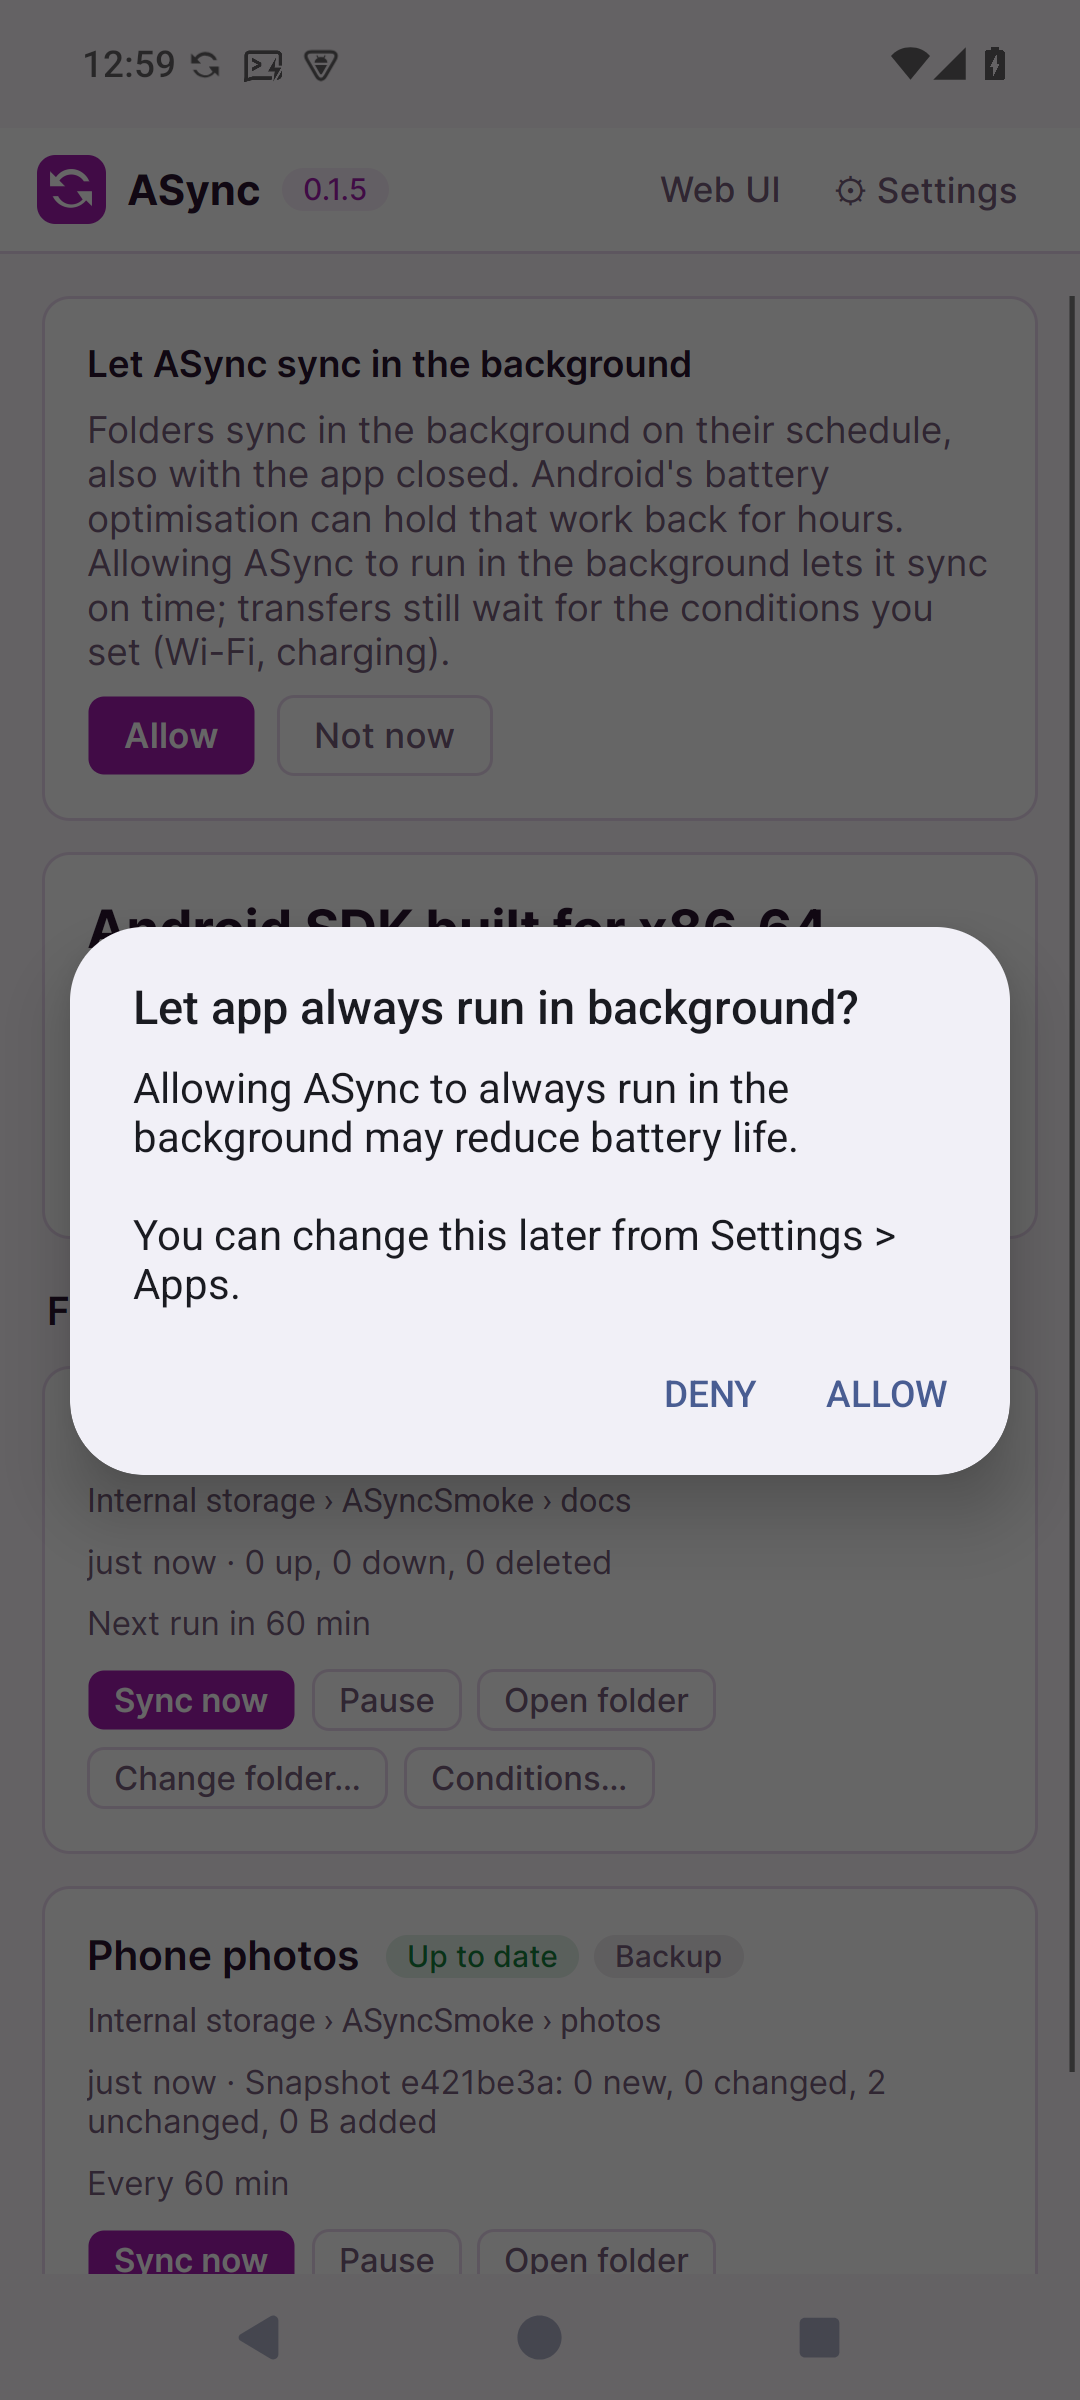 12:59
ASync 0.1.5 Web UI Settings
Let ASync sync in the background
Folders sync in the background on their schedule,
also with the app closed. Android's battery
optimisation can hold that work back for hours.
Allowing ASync to run in the background lets it sync
on time; transfers still wait for the conditions you
set (Wi-Fi, charging).
Allow Not now
Android SDK built for x86_64
Let app always run in background?
Allowing ASync to always run in the
background may reduce battery life.
You can change this later from Settings >
Apps.
DENY ALLOW
Internal storage › ASyncSmoke › docs
just now · 0 up, 0 down, 0 deleted
Next run in 60 min
Sync now Pause Open folder
Change folder... Conditions...
Phone photos Up to date Backup
Internal storage › ASyncSmoke › photos
just now · Snapshot e421be3a: 0 new, 0 changed, 2
unchanged, 0 B added
Every 60 min
Sync now Pause Open folder